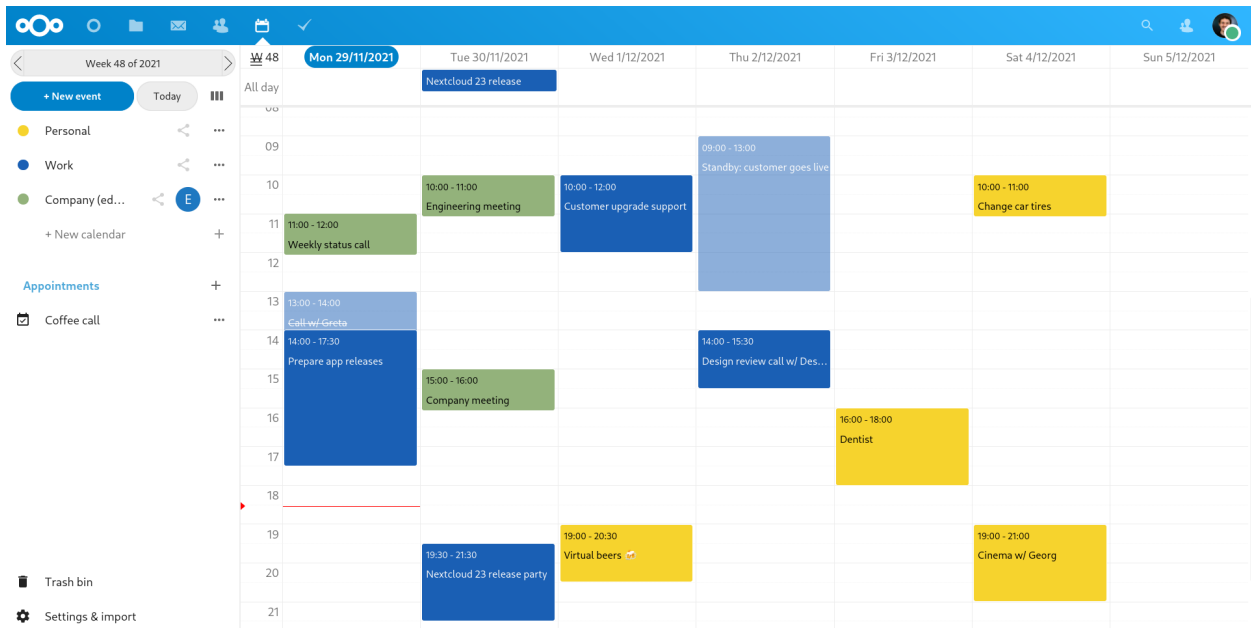 Week 48 of 2021
+ New event
Today
Personal
Work
Company (ed...
E
+ New calendar
+
Appointments
+
Coffee call
Trash bin
Settings & import
W 48
Mon 29/11/2021
Tue 30/11/2021
Wed 1/12/2021
Thu 2/12/2021
Fri 3/12/2021
Sat 4/12/2021
Sun 5/12/2021
All day
Nextcloud 23 release
08
09
10
11
12
13
14
15
16
17
18
19
20
21
11:00 - 12:00
Weekly status call
13:00 - 14:00
Call w/ Greta
14:00 - 17:30
Prepare app releases
10:00 - 11:00
Engineering meeting
15:00 - 16:00
Company meeting
19:30 - 21:30
Nextcloud 23 release party
10:00 - 12:00
Customer upgrade support
19:00 - 20:30
Virtual beers 🍻
09:00 - 13:00
Standby: customer goes live
14:00 - 15:30
Design review call w/ Des...
16:00 - 18:00
Dentist
10:00 - 11:00
Change car tires
19:00 - 21:00
Cinema w/ Georg